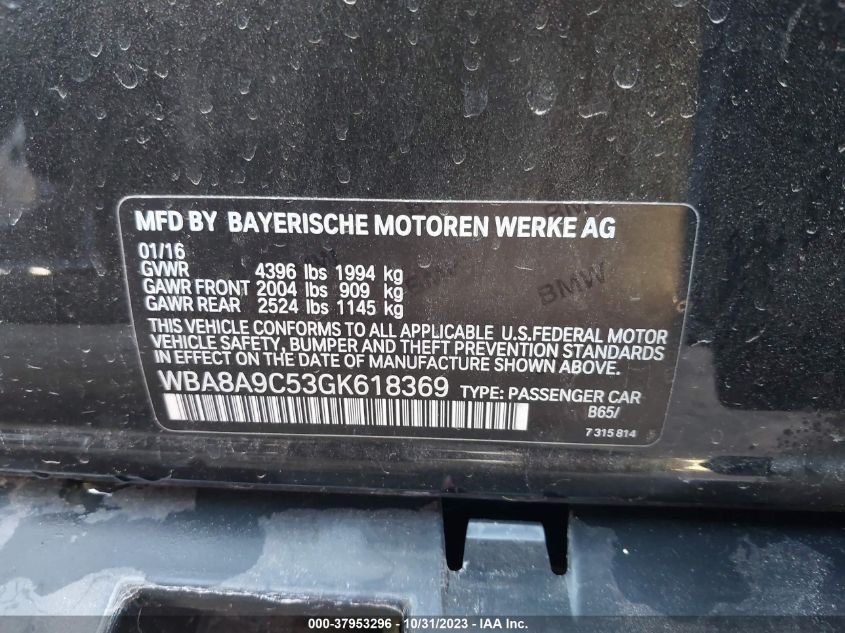 MFD BY BAYERISCHE MOTOREN WERKE AG
01/16
GVWR 4396 lbs 1994 kg
GAWR FRONT 2004 lbs 909 kg
GAWR REAR 2524 lbs 1145 kg
THIS VEHICLE CONFORMS TO ALL APPLICABLE U.S.FEDERAL MOTOR
VEHICLE SAFETY, BUMPER AND THEFT PREVENTION STANDARDS
IN EFFECT ON THE DATE OF MANUFACTURE SHOWN ABOVE.
WBA8A9C53GK618369 TYPE: PASSENGER CAR
B65/
7 315 814
BMW
BMW
000-37953296 - 10/31/2023 - IAA Inc.